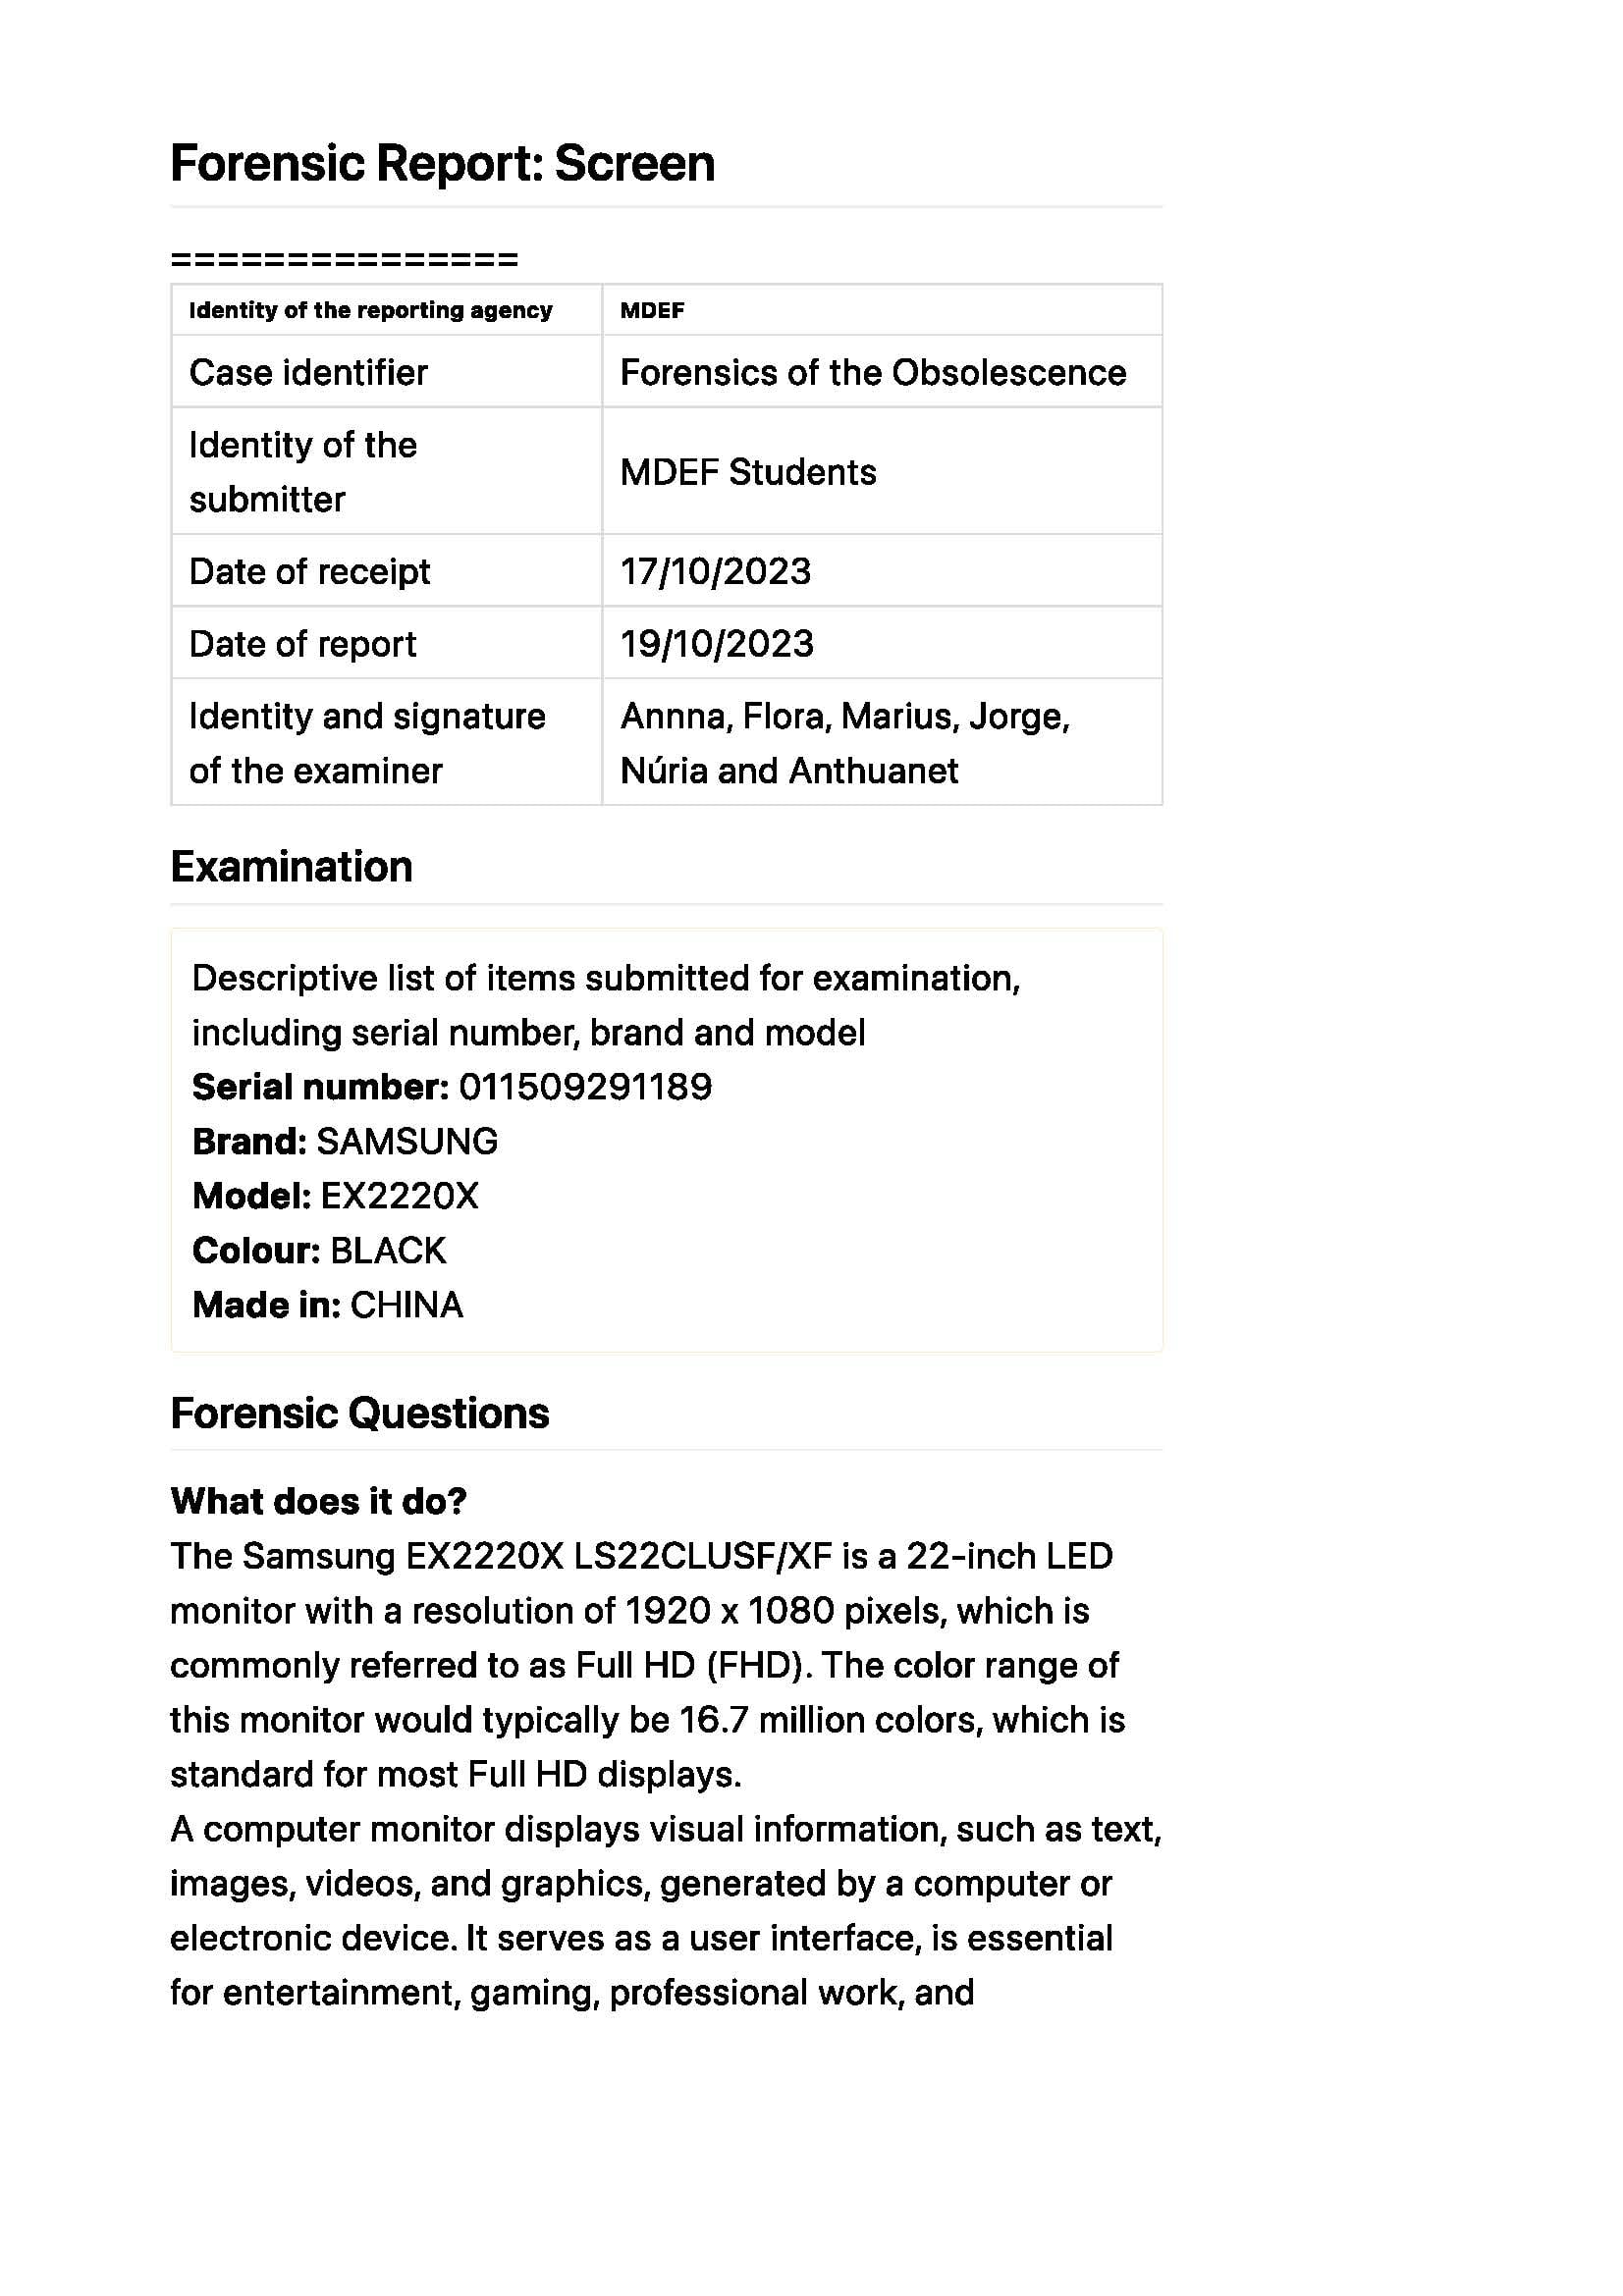 Forensic Report: Screen
===============
Identity of the reporting agency MDEF
Case identifier Forensics of the Obsolescence
Identity of the
submitter MDEF Students
Date of receipt 17/10/2023
Date of report 19/10/2023
Identity and signature Annna, Flora, Marius, Jorge,
of the examiner Núria and Anthuanet
Examination
Descriptive list of items submitted for examination,
including serial number, brand and model
Serial number: 011509291189
Brand: SAMSUNG
Model: EX2220X
Colour: BLACK
Made in: CHINA
Forensic Questions
What does it do?
The Samsung EX2220X LS22CLUSF/XF is a 22-inch LED
monitor with a resolution of 1920 x 1080 pixels, which is
commonly referred to as Full HD (FHD). The color range of
this monitor would typically be 16.7 million colors, which is
standard for most Full HD displays.
A computer monitor displays visual information, such as text,
images, videos, and graphics, generated by a computer or
electronic device. It serves as a user interface, is essential
for entertainment, gaming, professional work, and